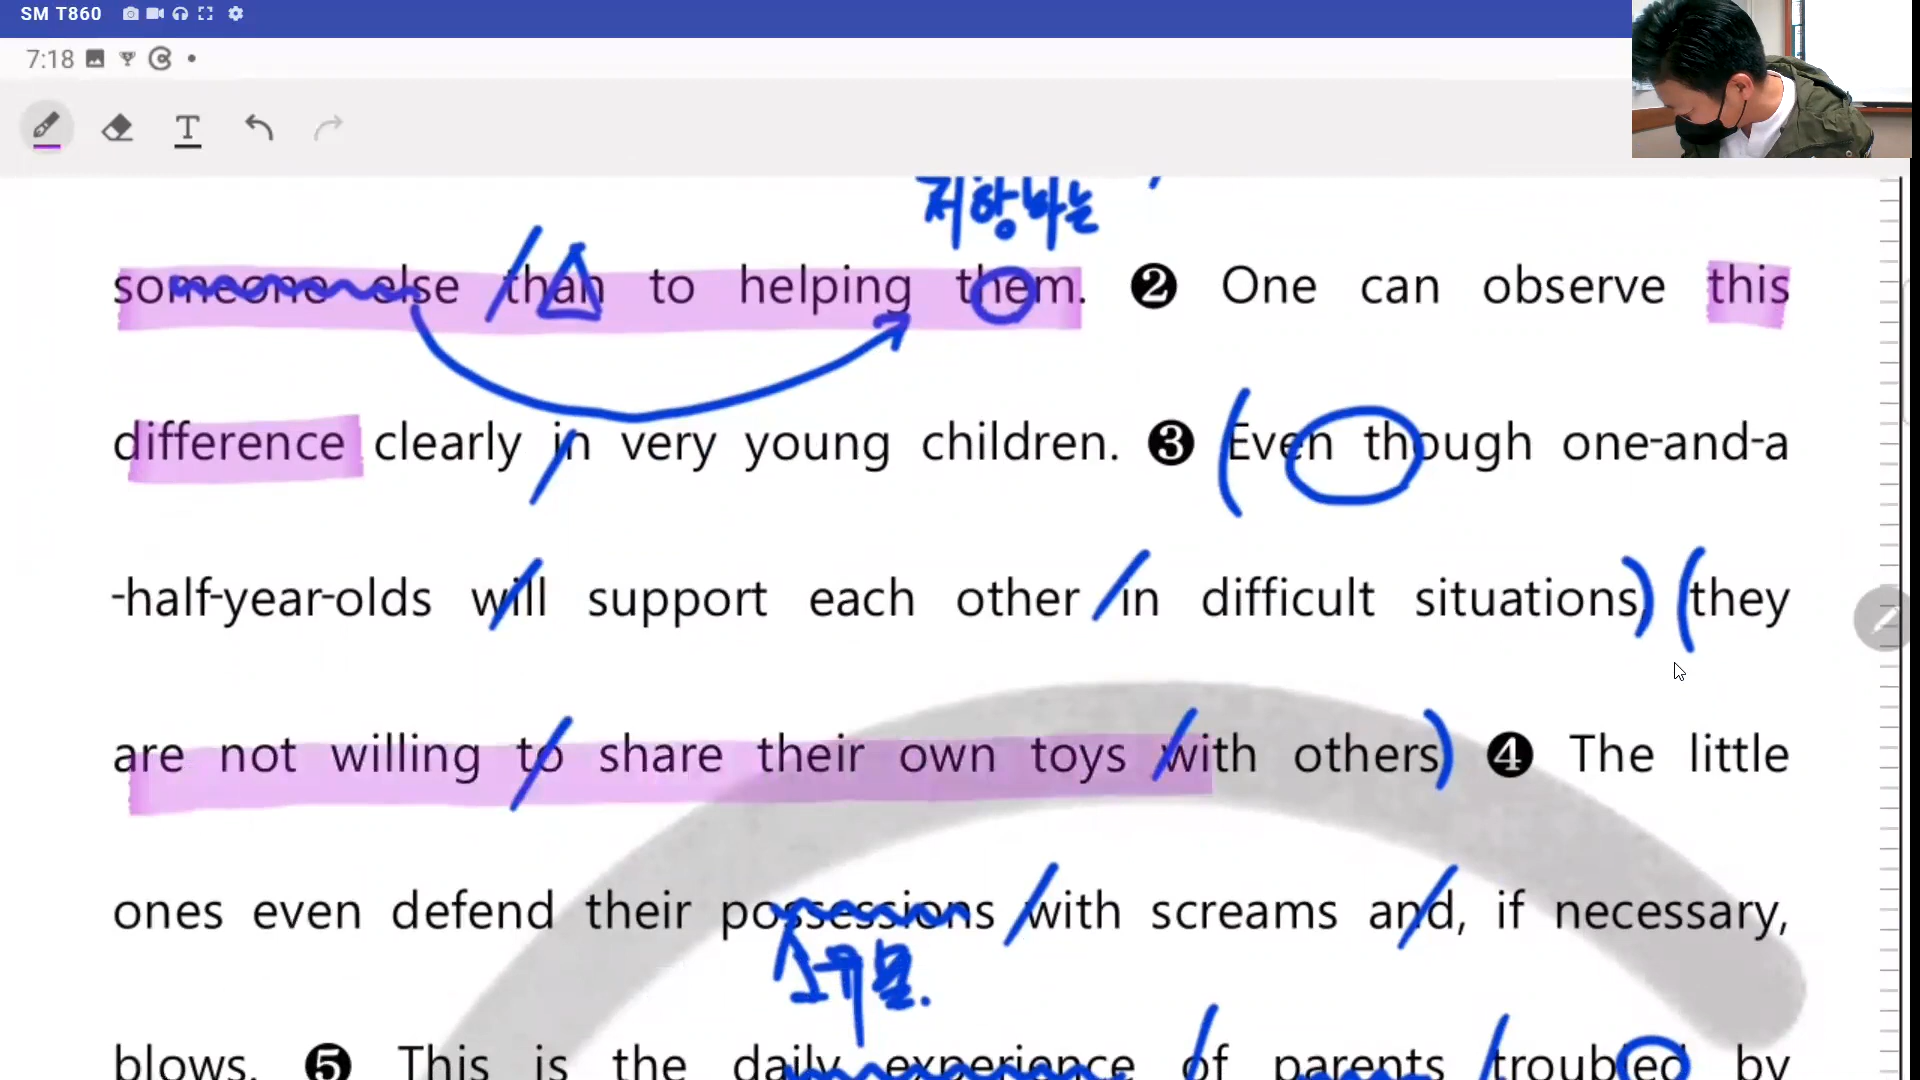 SM T860
7:18
저항하는
someone else than to helping them. ❷ One can observe this
difference clearly in very young children. ❸ Even though one-and-a
-half-year-olds will support each other in difficult situations, they
are not willing to share their own toys with others ❹ The little
ones even defend their possessions with screams and, if necessary,
소유물.
blows. ❺ This is the daily experience of parents troubled by